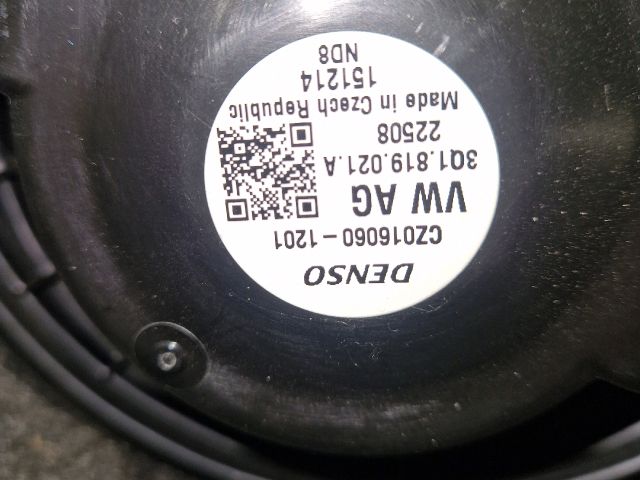 DENSO
CZ016060-1201
VW AG
3Q1.819.021.A
22508
Made in Czech Republic
151214
ND8